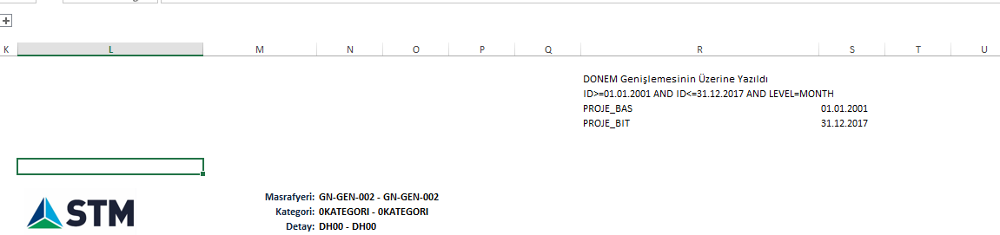 K L M N O P Q R S T U
DONEM Genişlemesinin Üzerine Yazıldı
ID>=01.01.2001 AND ID<=31.12.2017 AND LEVEL=MONTH
PROJE_BAS 01.01.2001
PROJE_BIT 31.12.2017
STM
Masrafyeri: GN-GEN-002 - GN-GEN-002
Kategori: 0KATEGORI - 0KATEGORI
Detay: DH00 - DH00